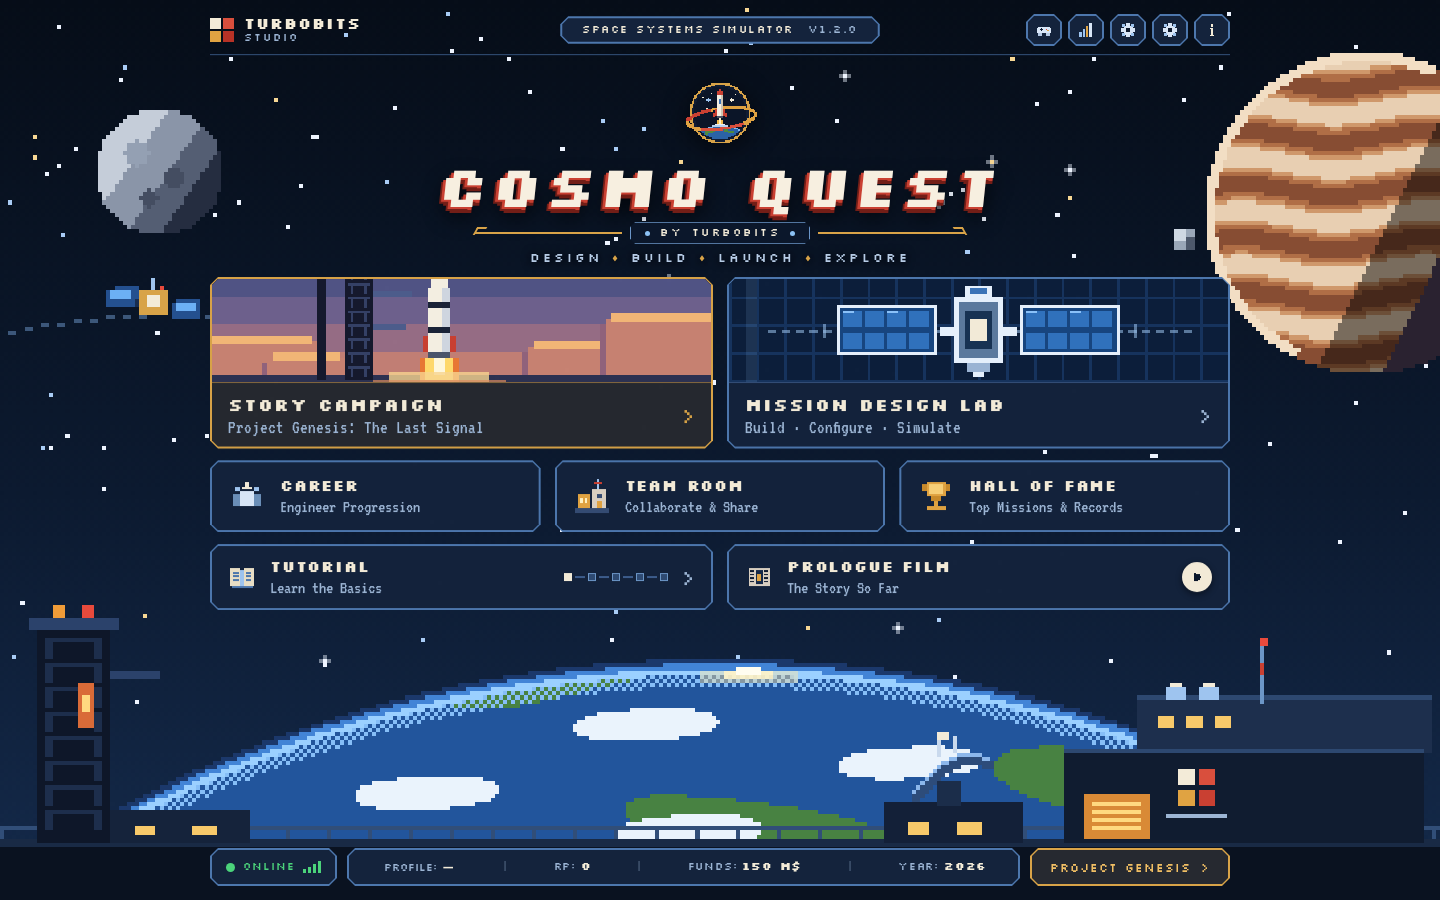 TURBOBITS
STUDIO
SPACE SYSTEMS SIMULATOR V1.2.0
COSMO QUEST
BY TURBOBITS
DESIGN ♦ BUILD ♦ LAUNCH ♦ EXPLORE
STORY CAMPAIGN
Project Genesis: The Last Signal
MISSION DESIGN LAB
Build · Configure · Simulate
CAREER
Engineer Progression
TEAM ROOM
Collaborate & Share
HALL OF FAME
Top Missions & Records
TUTORIAL
Learn the Basics
PROLOGUE FILM
The Story So Far
ONLINE
PROFILE: —
RP: 0
FUNDS: 150 M$
YEAR: 2026
PROJECT GENESIS >